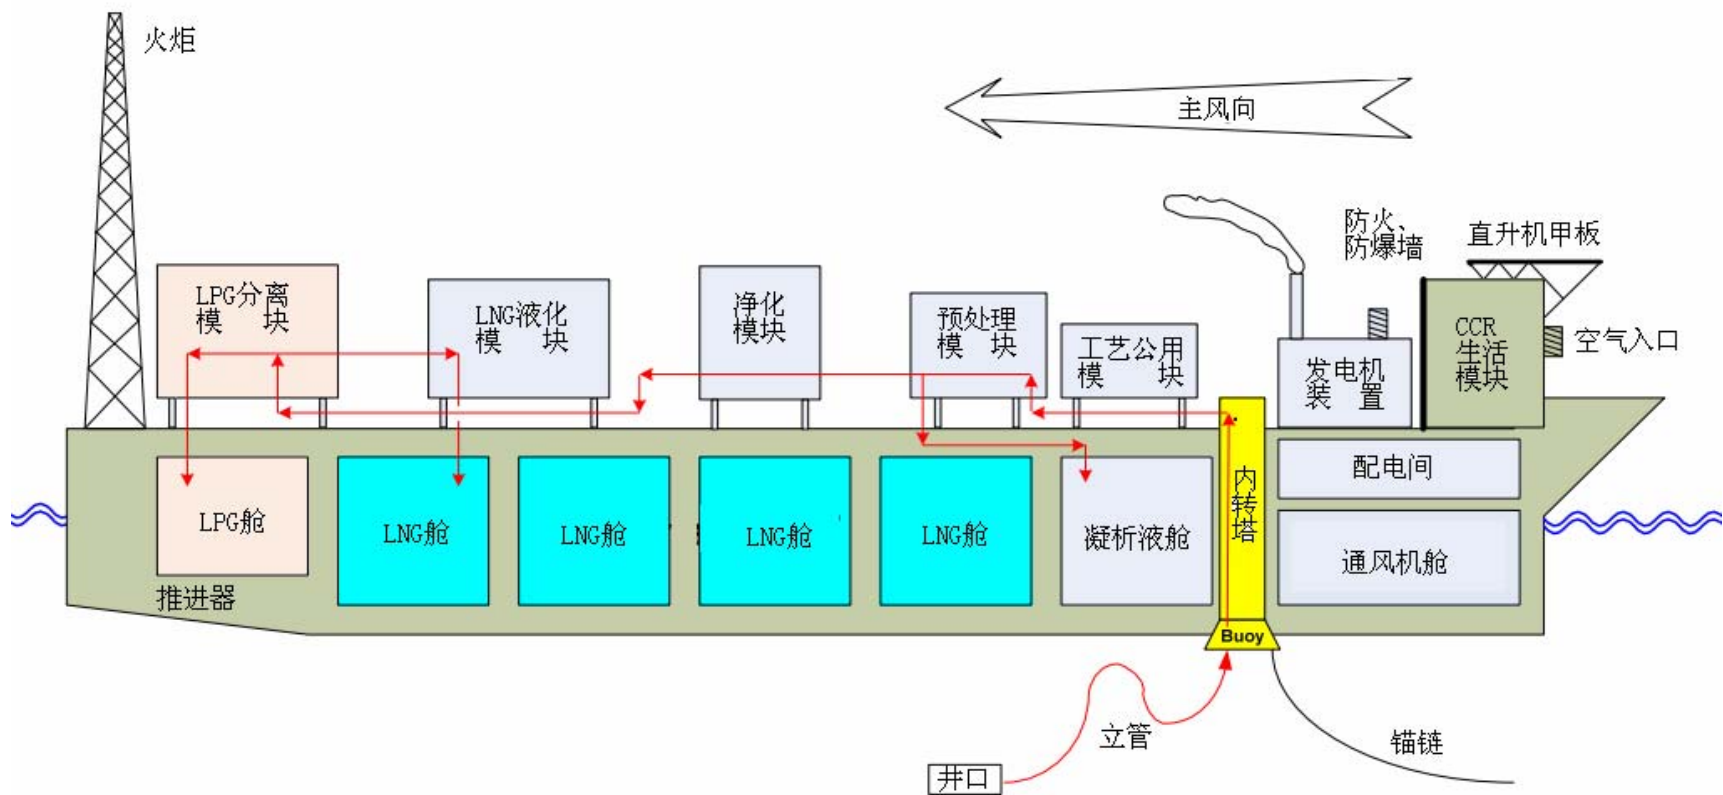 火炬
主风向
防火、
防爆墙
直升机甲板
LPG分离
模 块
LNG液化
模 块
净化
模块
预处理
模 块
工艺公用
模 块
发电机
装 置
CCR
生活
模块
空气入口
LPG舱
LNG舱
LNG舱
LNG舱
LNG舱
凝析液舱
内转塔
配电间
通风机舱
推进器
Buoy
立管
锚链
井口